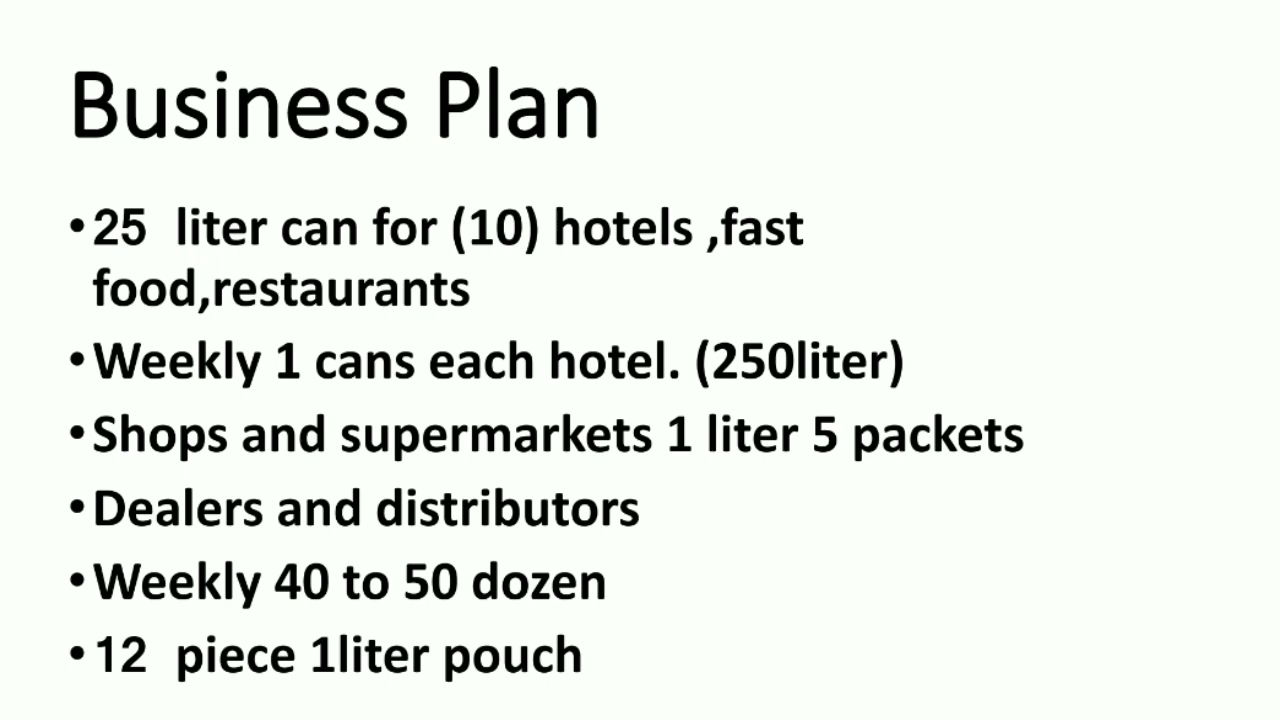 Business Plan
•25  liter can for (10) hotels ,fast
food,restaurants
•Weekly 1 cans each hotel. (250liter)
•Shops and supermarkets 1 liter 5 packets
•Dealers and distributors
•Weekly 40 to 50 dozen
•12  piece 1liter pouch